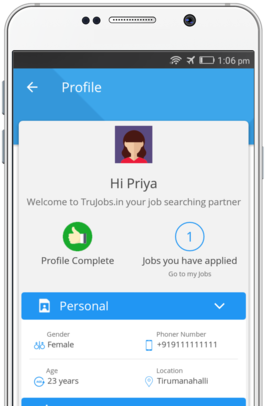 1:06 pm
Profile
Hi Priya
Welcome to TruJobs.in your job searching partner
1
Profile Complete
Jobs you have applied
Go to my Jobs
Personal
Gender
Phoner Number
Female
+919111111111
Age
Location
23 years
Tirumanahalli